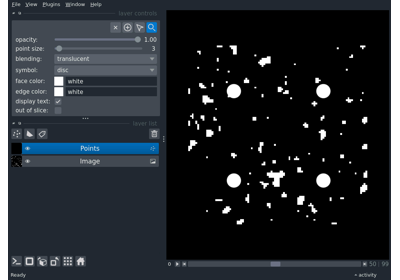 File View Plugins Window Help
layer controls
opacity: 1.00
point size: 3
blending: translucent
symbol: disc
face color: white
edge color: white
display text:
out of slice:
layer list
Points
Image
50 99
activity